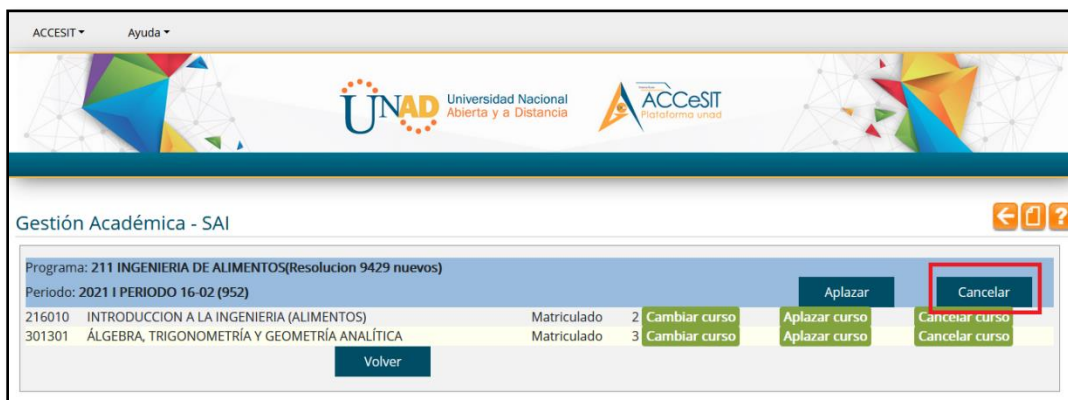 ACCESIT Ayuda
UNAD Universidad Nacional
Abierta y a Distancia
ACCeSIT
Plataforma unad
Gestión Académica - SAI
Programa: 211 INGENIERIA DE ALIMENTOS(Resolucion 9429 nuevos)
Periodo: 2021 I PERIODO 16-02 (952) Aplazar Cancelar
216010 INTRODUCCION A LA INGENIERIA (ALIMENTOS) Matriculado 2 Cambiar curso Aplazar curso Cancelar curso
301301 ÁLGEBRA, TRIGONOMETRÍA Y GEOMETRÍA ANALÍTICA Matriculado 3 Cambiar curso Aplazar curso Cancelar curso
Volver